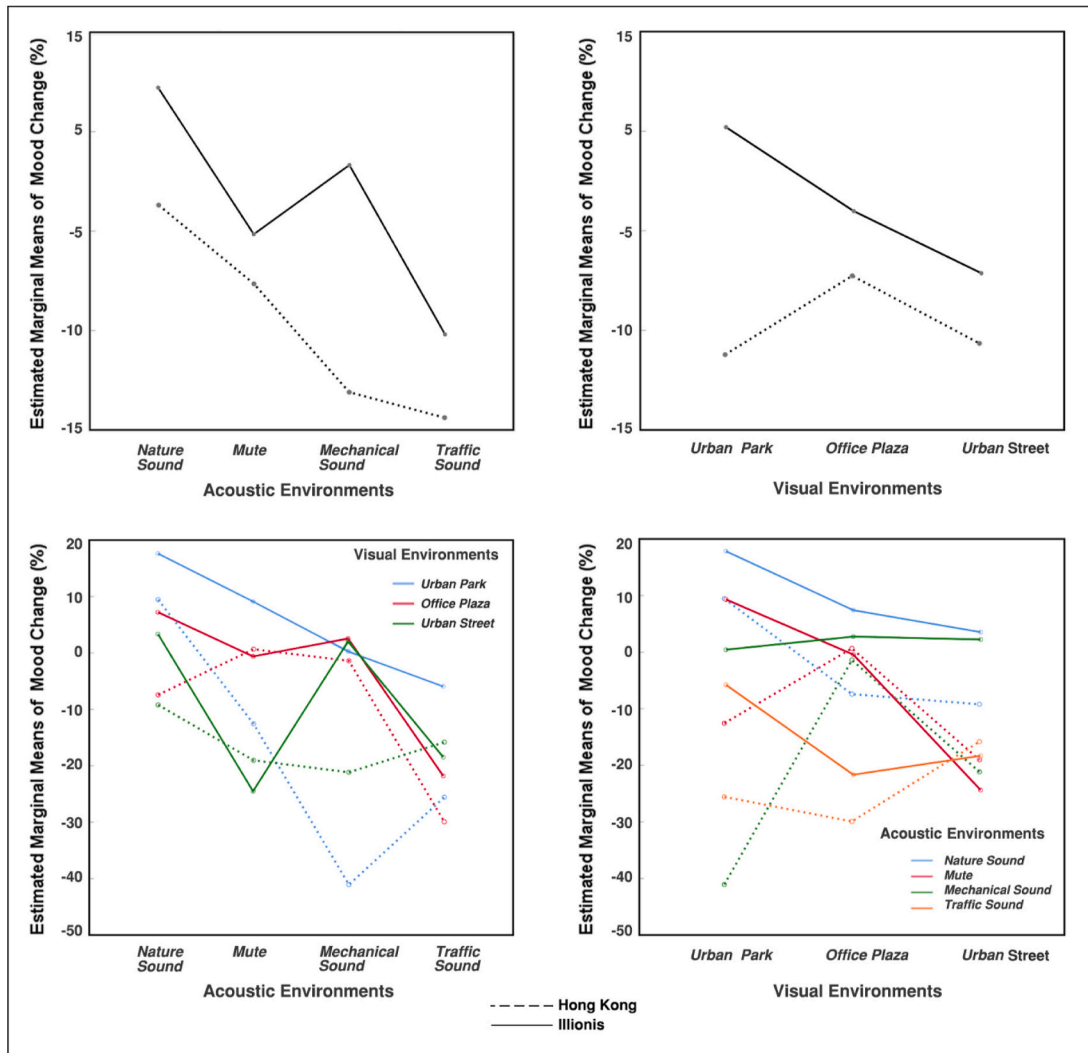 Estimated Marginal Means of Mood Change (%)
15
5
-5
-10
-15
Nature Sound
Mute
Mechanical Sound
Traffic Sound
Acoustic Environments
Estimated Marginal Means of Mood Change (%)
15
5
-5
-10
-15
Urban Park
Office Plaza
Urban Street
Visual Environments
Estimated Marginal Means of Mood Change (%)
20
10
0
-10
-20
-30
-40
-50
Visual Environments
Urban Park
Office Plaza
Urban Street
Nature Sound
Mute
Mechanical Sound
Traffic Sound
Acoustic Environments
Estimated Marginal Means of Mood Change (%)
20
10
0
-10
-20
-30
-40
-50
Acoustic Environments
Nature Sound
Mute
Mechanical Sound
Traffic Sound
Urban Park
Office Plaza
Urban Street
Visual Environments
Hong Kong
Illionis